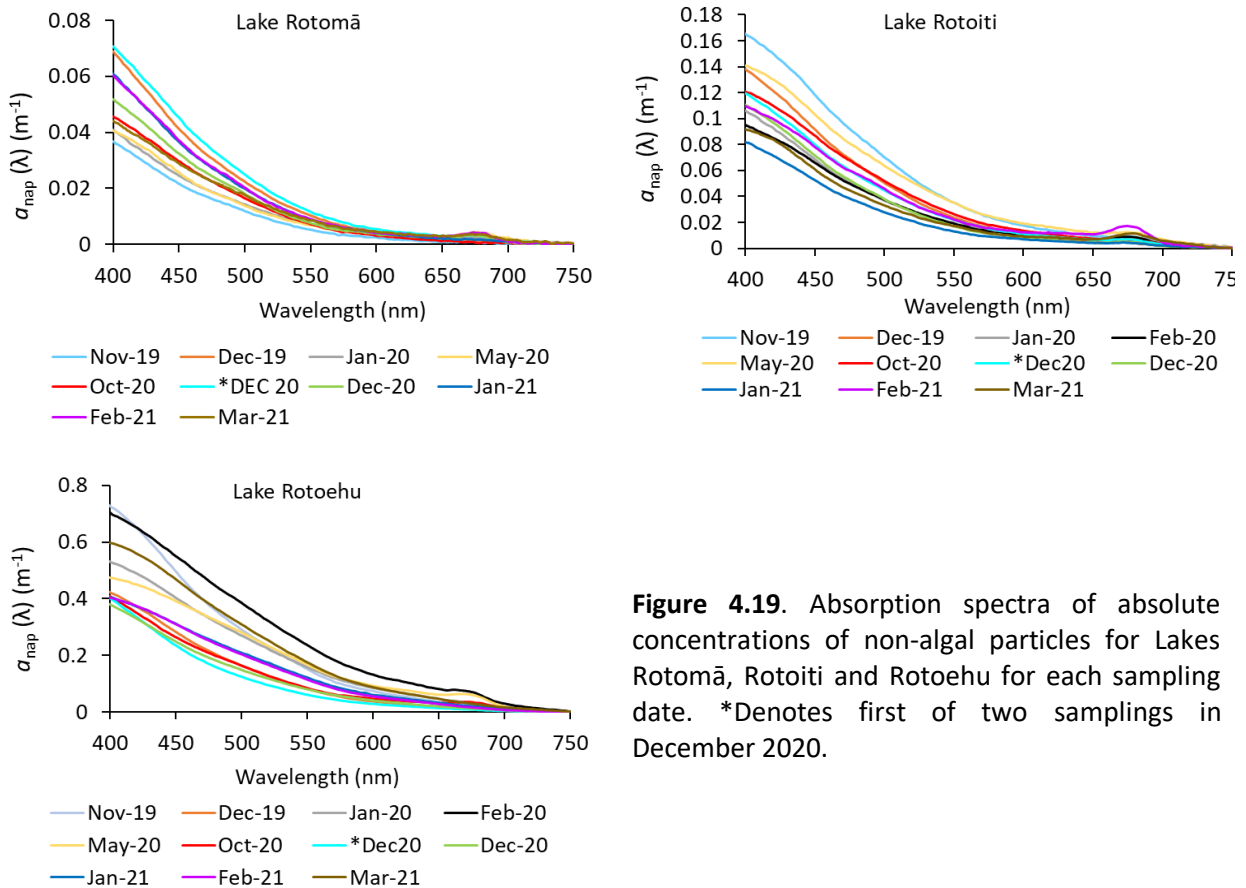 Lake Rotomā
0.08
0.06
0.04
0.02
0
400 450 500 550 600 650 700 750
a nap (λ) (m⁻¹)
Wavelength (nm)
Nov-19 Dec-19 Jan-20 May-20
Oct-20 *DEC 20 Dec-20 Jan-21
Feb-21 Mar-21
Lake Rotoiti
0.18
0.16
0.14
0.12
0.1
0.08
0.06
0.04
0.02
0
400 450 500 550 600 650 700 750
a nap (λ) (m⁻¹)
Wavelength (nm)
Nov-19 Dec-19 Jan-20 Feb-20
May-20 Oct-20 *Dec20 Dec-20
Jan-21 Feb-21 Mar-21
Lake Rotoehu
0.8
0.6
0.4
0.2
0
400 450 500 550 600 650 700 750
a nap (λ) (m⁻¹)
Wavelength (nm)
Nov-19 Dec-19 Jan-20 Feb-20
May-20 Oct-20 *Dec20 Dec-20
Jan-21 Feb-21 Mar-21
Figure 4.19. Absorption spectra of absolute
concentrations of non-algal particles for Lakes
Rotomā, Rotoiti and Rotoehu for each sampling
date. *Denotes first of two samplings in
December 2020.